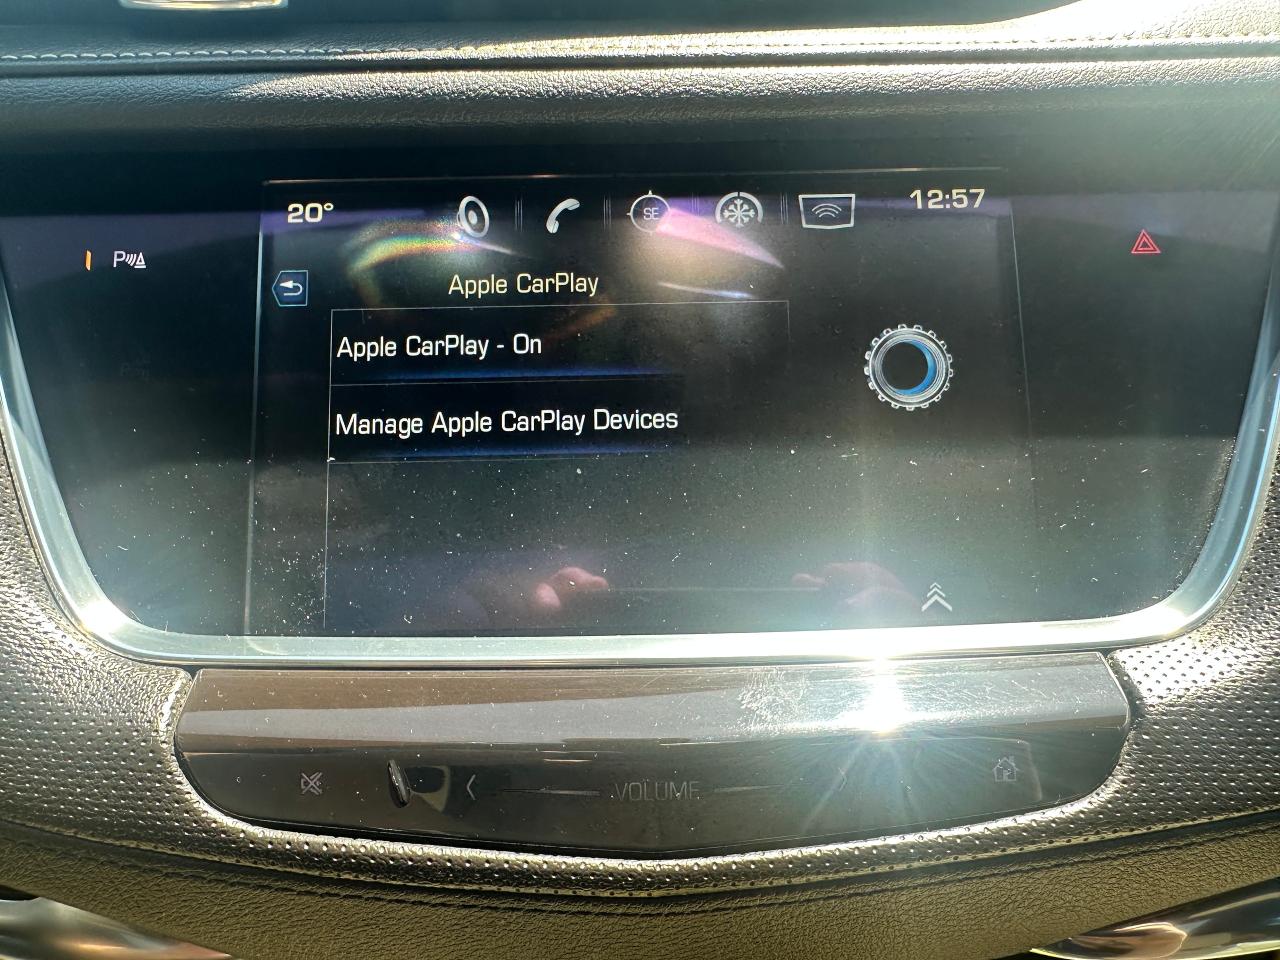 20°
SE
12:57
P
Apple CarPlay
Apple CarPlay - On
Manage Apple CarPlay Devices
VOLUME